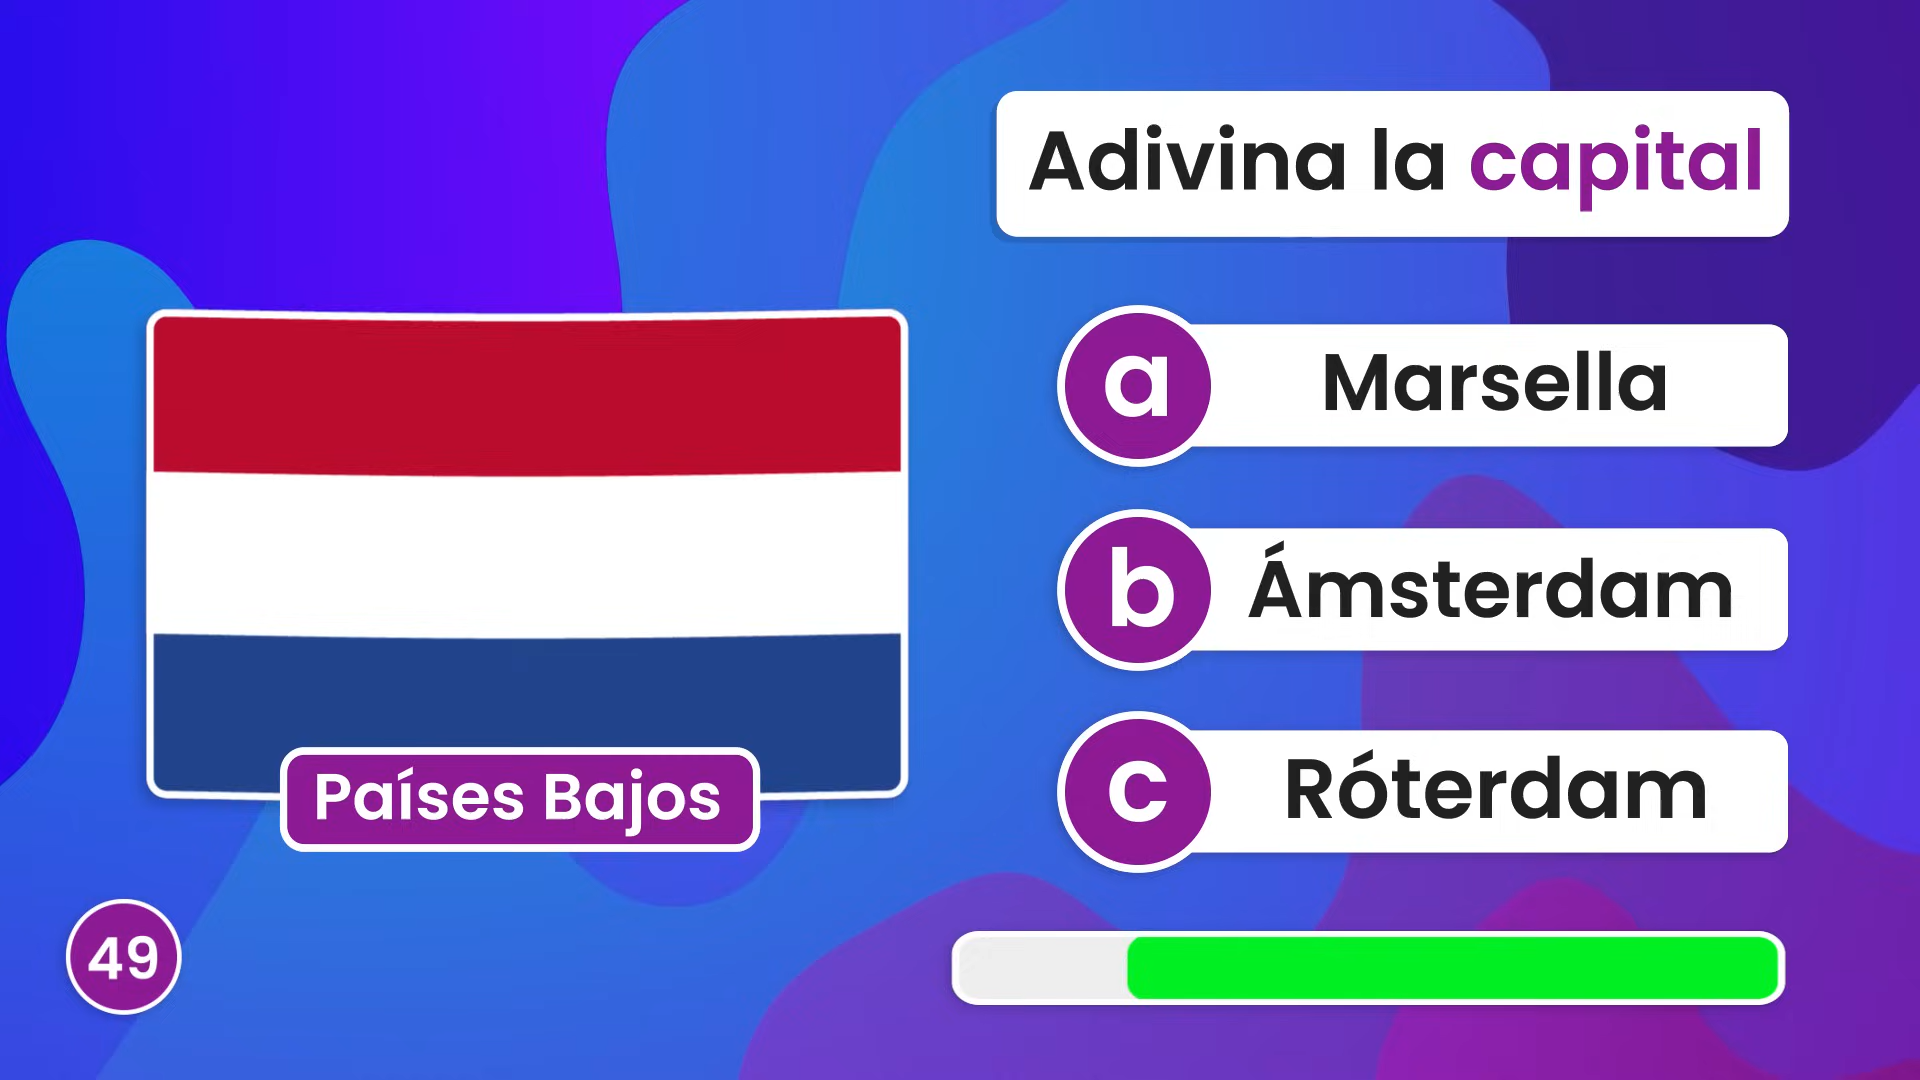 Adivina la capital
a Marsella
b Ámsterdam
c Róterdam
Países Bajos
49